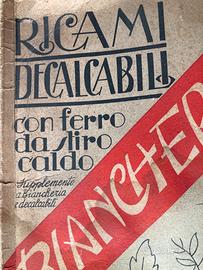 RICAMI
DECALCABILI
con ferro
da stiro
caldo
Supplemento
a Biancheria
e decalcabili
BIANCHER